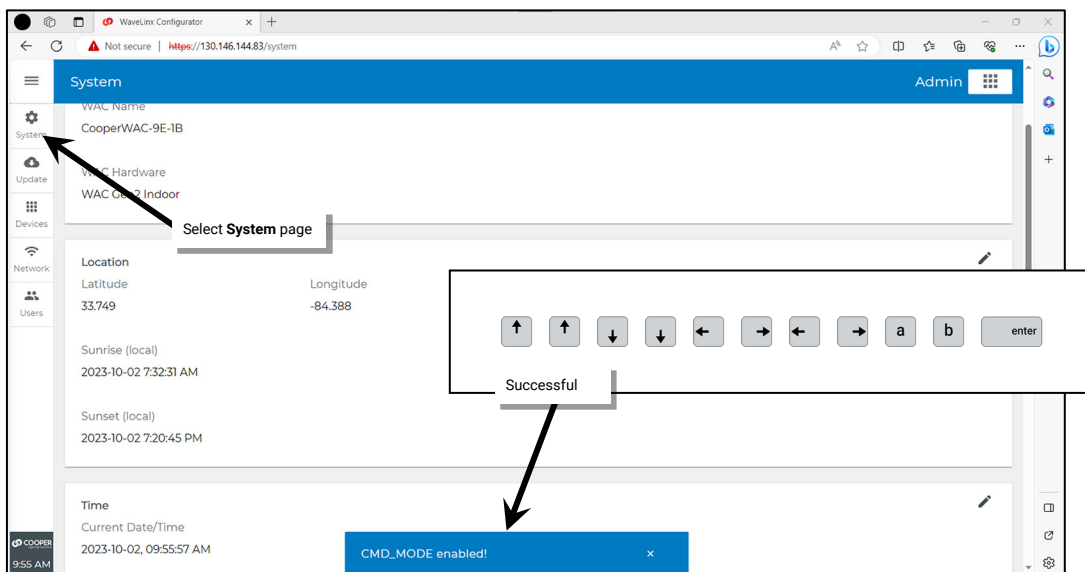 WaveLinx Configurator
Not secure | https://130.146.144.83/system
System
Admin
WAC Name
System
CooperWAC-9E-1B
WAC Hardware
Update
WAC Gen2 Indoor
Devices
Select System page
Network
Location
Latitude Longitude
33.749 -84.388
Users
↑ ↑ ↓ ↓ ← → ← → a b enter
Sunrise (local)
2023-10-02 7:32:31 AM
Successful
Sunset (local)
2023-10-02 7:20:45 PM
Time
Current Date/Time
COOPER
2023-10-02, 09:55:57 AM
CMD_MODE enabled! ×
9:55 AM